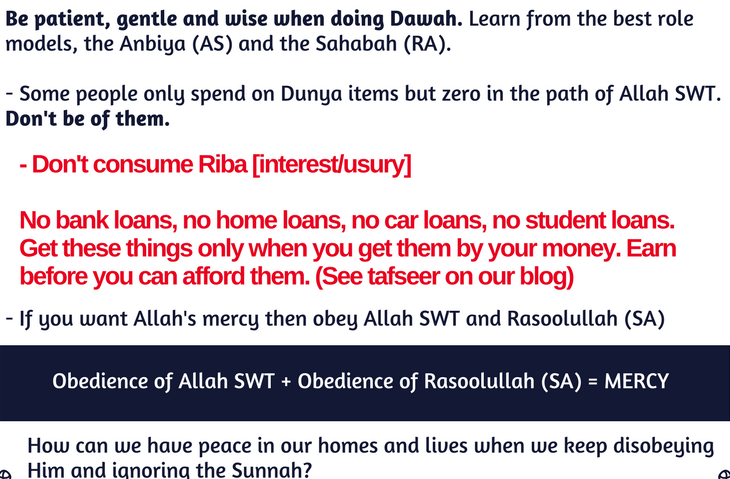 Be patient, gentle and wise when doing Dawah. Learn from the best role
models, the Anbiya (AS) and the Sahabah (RA).
- Some people only spend on Dunya items but zero in the path of Allah SWT.
Don't be of them.
- Don't consume Riba [interest/usury]
No bank loans, no home loans, no car loans, no student loans.
Get these things only when you get them by your money. Earn
before you can afford them. (See tafseer on our blog)
- If you want Allah's mercy then obey Allah SWT and Rasoolullah (SA)
Obedience of Allah SWT + Obedience of Rasoolullah (SA) = MERCY
How can we have peace in our homes and lives when we keep disobeying
Him and ignoring the Sunnah?